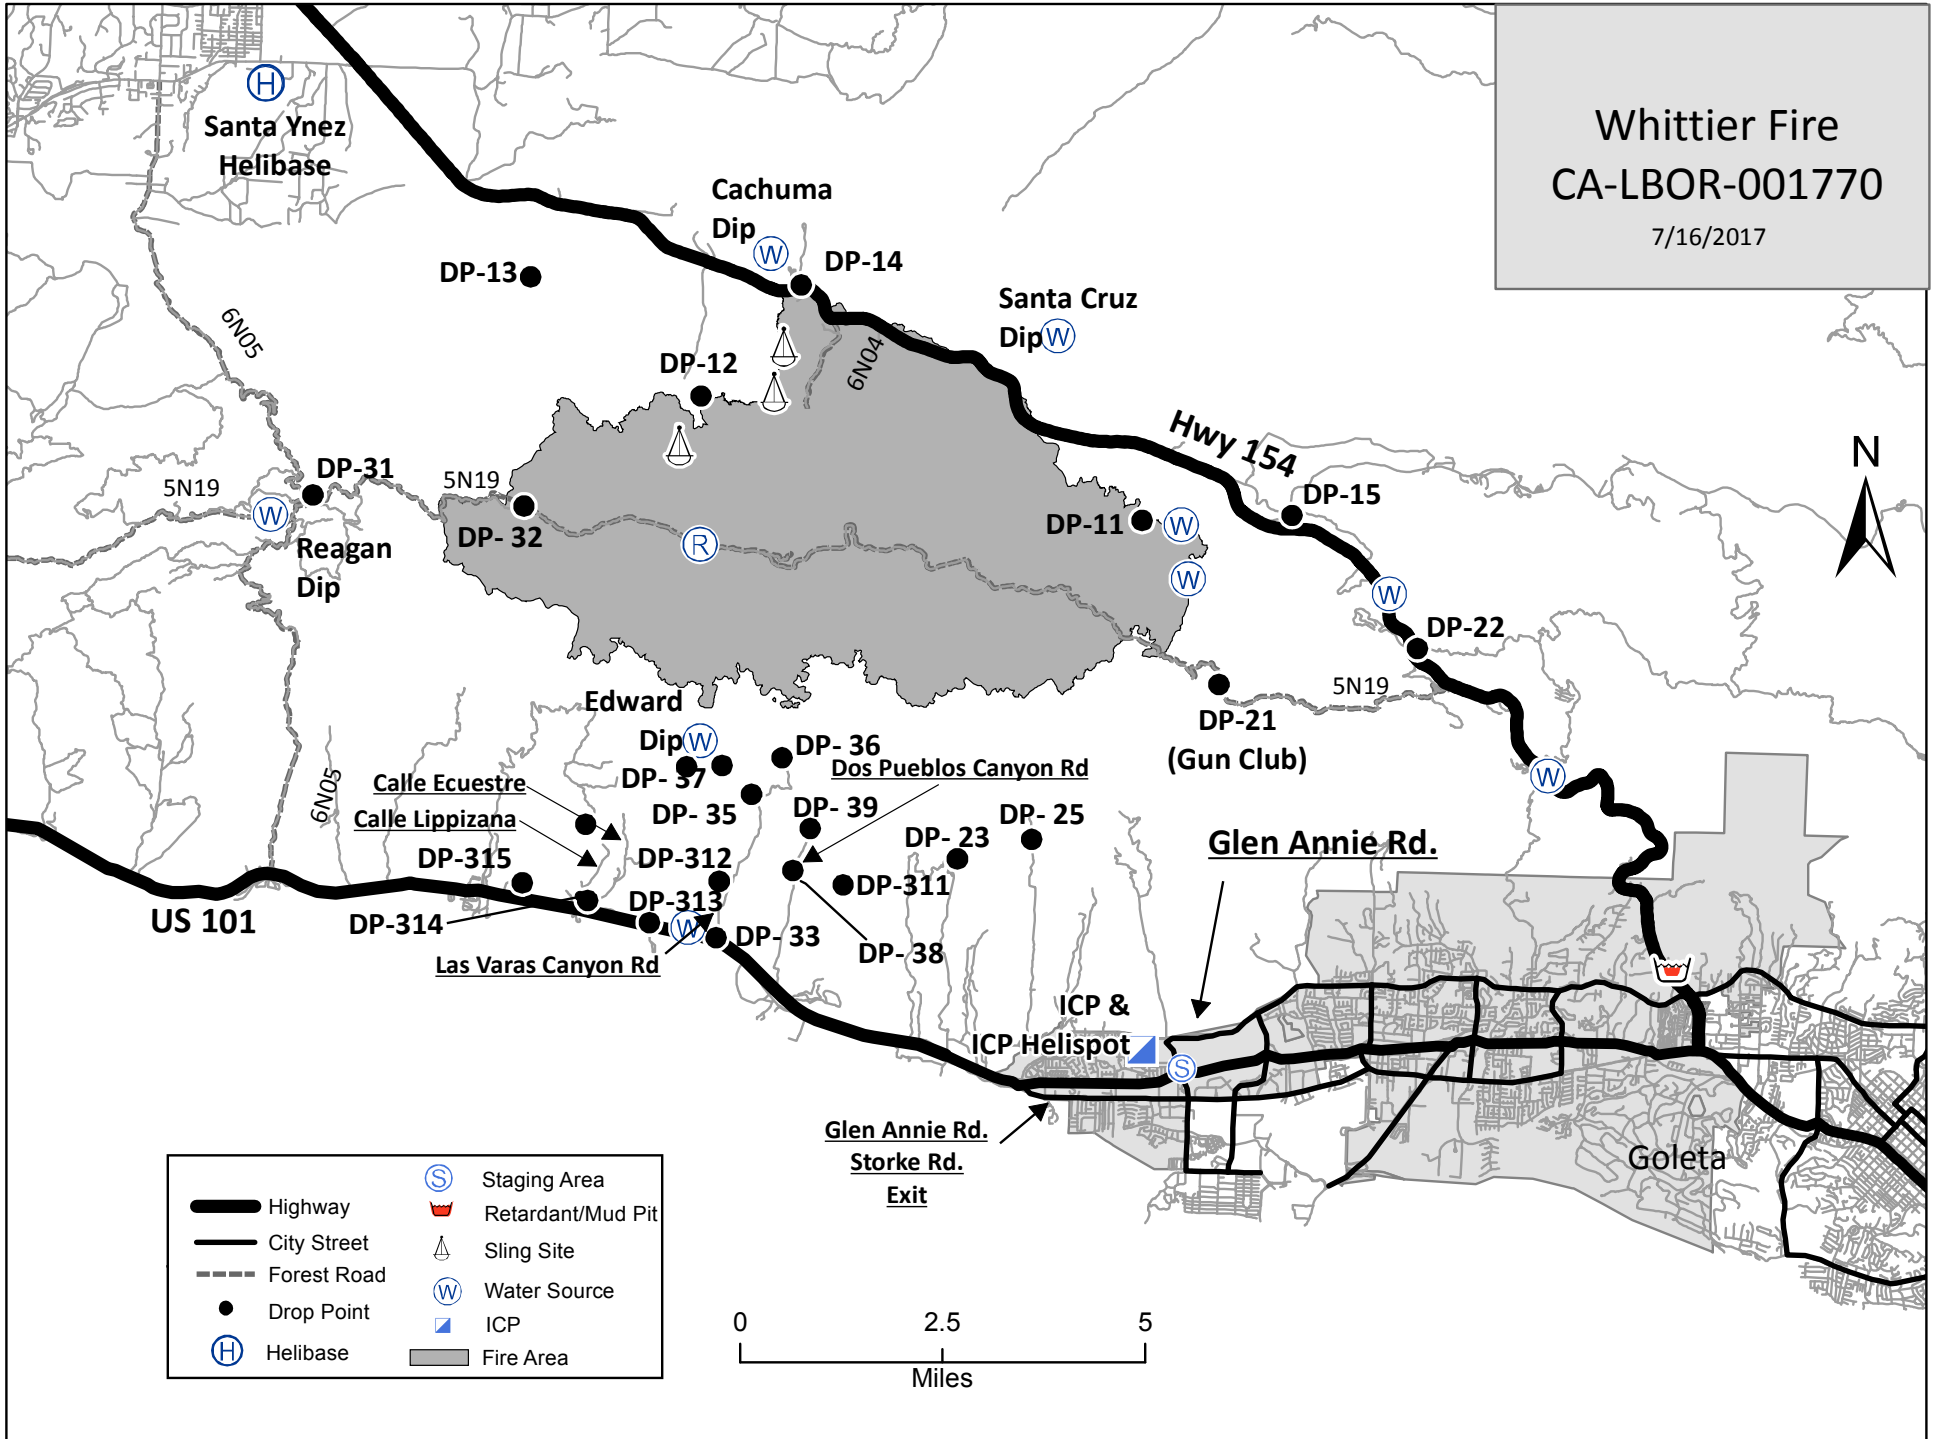 Whittier Fire
CA-LBOR-001770
7/16/2017
H
Santa Ynez
Helibase
Cachuma
Dip
W
DP-14
DP-13
Santa Cruz
Dip
W
6N05
DP-12
6N04
Hwy 154
N
DP-31
5N19
5N19
DP-15
W
DP- 32
DP-11
W
R
Reagan
Dip
W
W
DP-22
Edward
Dip
W
5N19
DP-21
(Gun Club)
DP- 36
Dos Pueblos Canyon Rd
DP- 37
W
6N05
Calle Ecuestre
DP- 35
DP- 39
DP- 25
Calle Lippizana
DP- 23
Glen Annie Rd.
DP-315
DP-312
DP-311
DP-313
US 101
DP-314
W
DP- 33
DP- 38
Las Varas Canyon Rd
ICP &
ICP Helispot
S
Glen Annie Rd.
Storke Rd.
Exit
Goleta
Highway
City Street
Forest Road
Drop Point
H
Helibase
S
Staging Area
Retardant/Mud Pit
Sling Site
W
Water Source
ICP
Fire Area
0
2.5
5
Miles